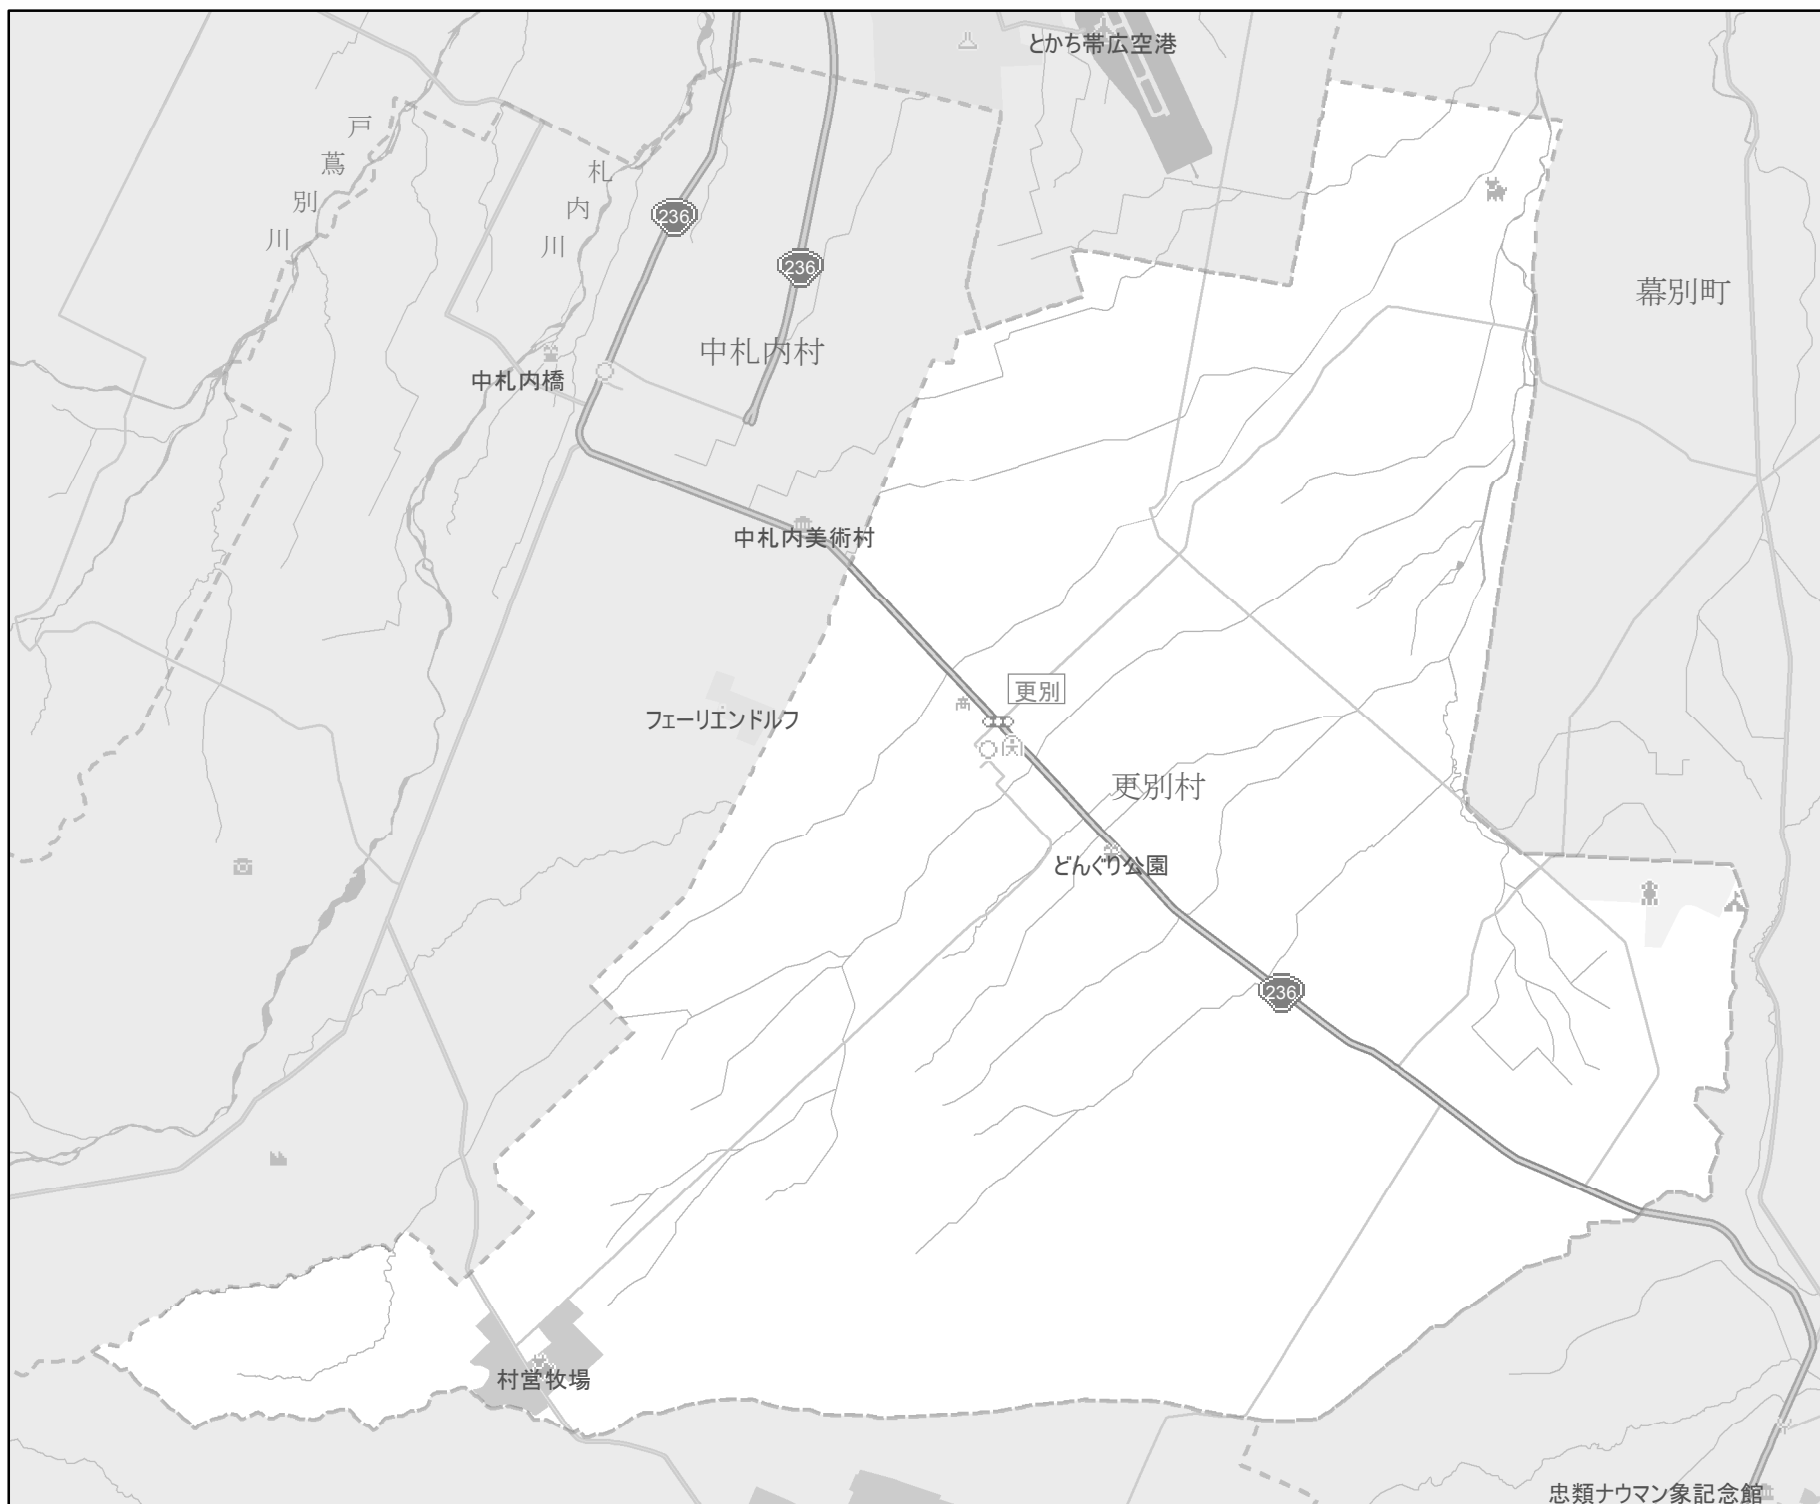 とかち帯広空港
戸蔦別川
札内川
236
236
幕別町
中札内村
中札内橋
中札内美術村
更別
高
フェーリエンドルフ
更別村
どんぐり公園
236
村営牧場
忠類ナウマン象記念館